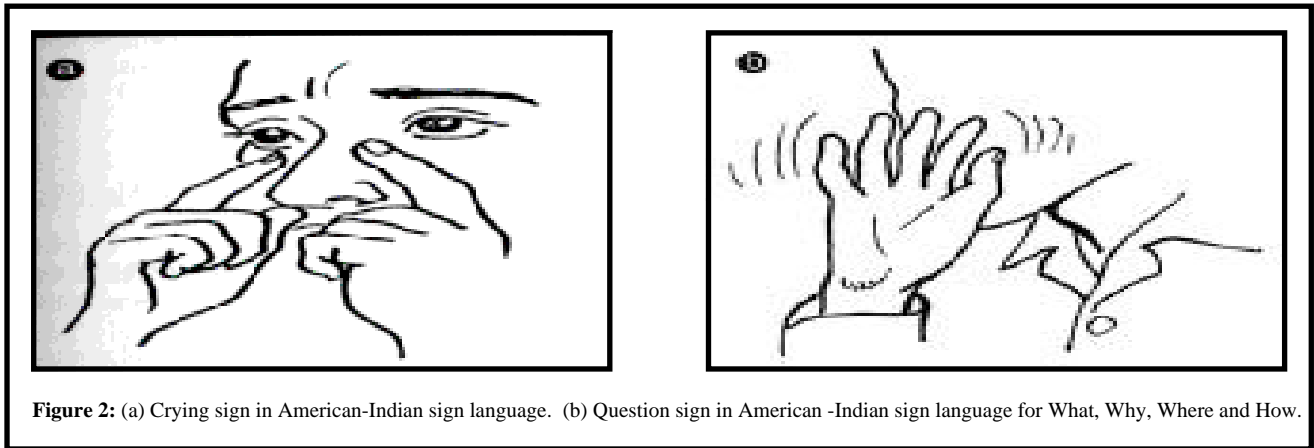 a
b
Figure 2: (a) Crying sign in American-Indian sign language. (b) Question sign in American -Indian sign language for What, Why, Where and How.